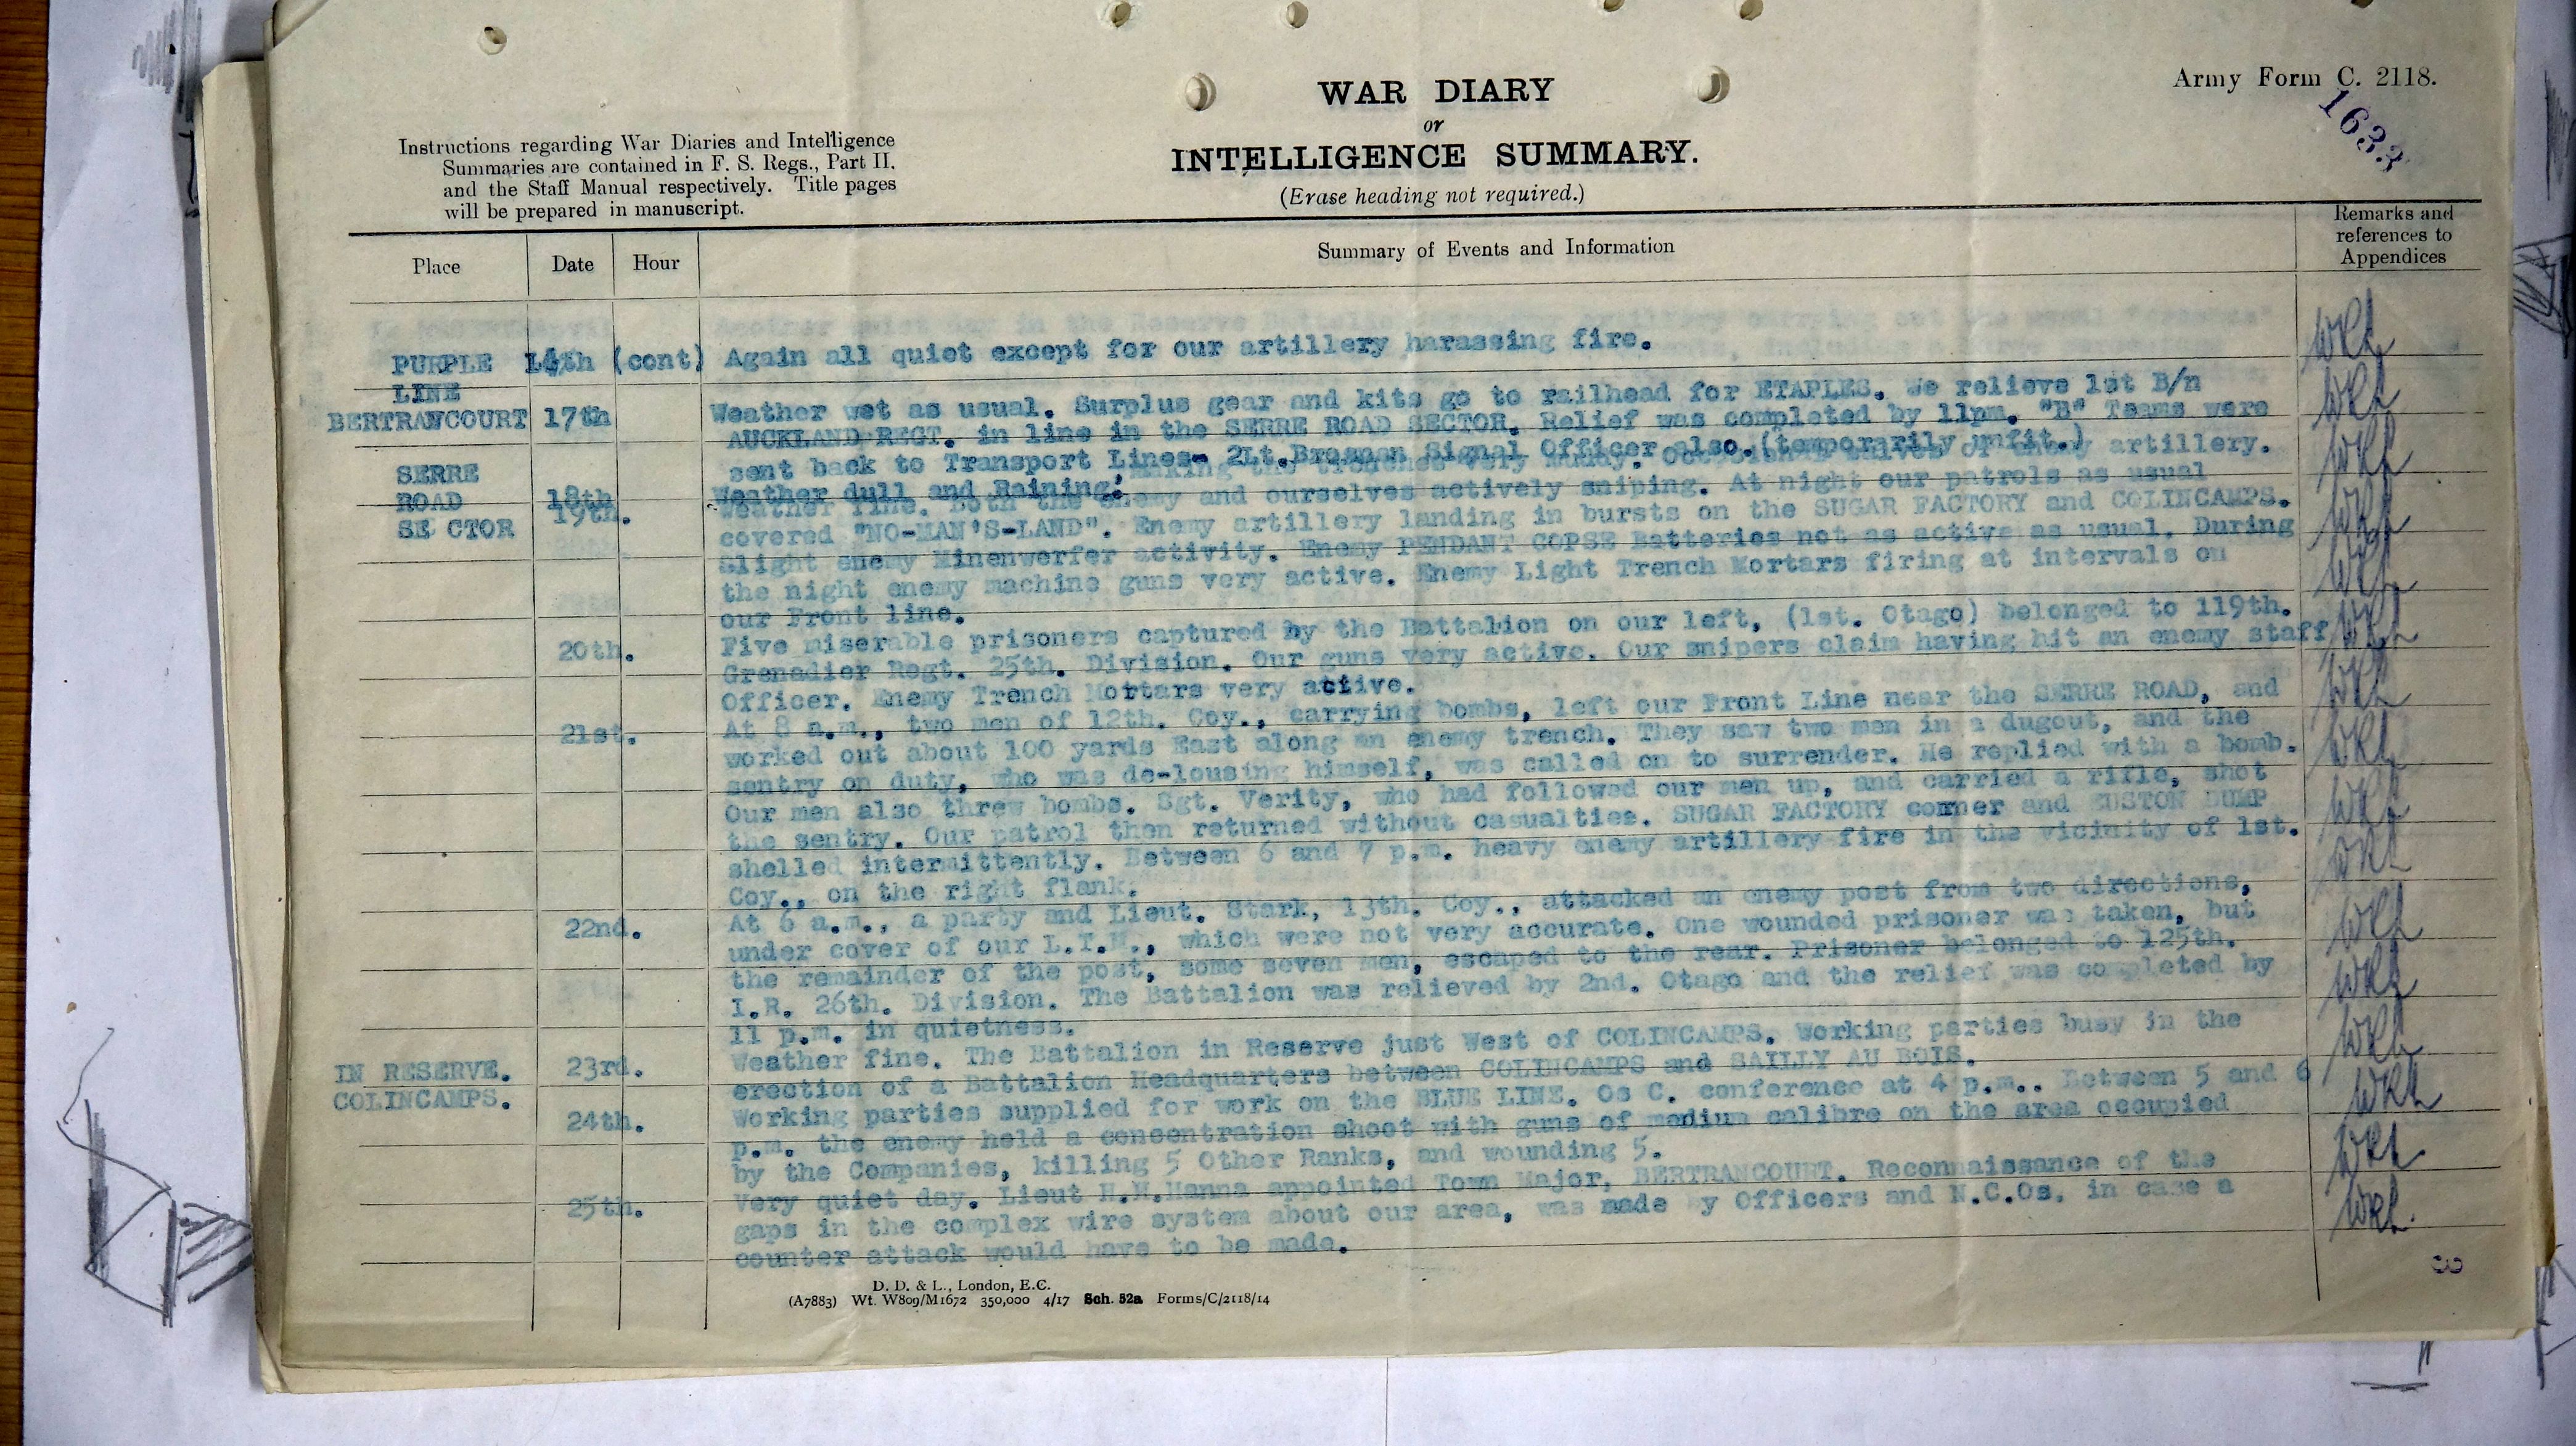 WAR DIARY
or
INTELLIGENCE SUMMARY.
(Erase heading not required.)
Army Form C. 2118.
1633
Instructions regarding War Diaries and Intelligence
Summaries are contained in F. S. Regs., Part II.
and the Staff Manual respectively. Title pages
will be prepared in manuscript.
Place Date Hour Summary of Events and Information Remarks and
references to
Appendices
PURPLE LINE 14th (cont) Again all quiet except for our artillery harassing fire.
BERTRANCOURT 17th Weather wet as usual. Surplus gear and kits go to railhead for ETAPLES. We relieve 1st B/n
AUCKLAND REGT. in line in the SERRE ROAD SECTOR. Relief was completed by 11pm. "B" Teams were
sent back to Transport Lines- 2Lt.Brosnan Signal Officer also.(temporarily unfit.) artillery.
SERRE
ROAD
SE CTOR
18th Weather dull and Raining,
19th. Weather fine. Both the enemy and ourselves actively sniping. At night our patrols as usual
covered "NO-MAN'S-LAND". Enemy artillery landing in bursts on the SUGAR FACTORY and COLINCAMPS.
Slight enemy Minenwerfer activity. Enemy PENDANT COPSE Batteries not as active as usual. During
the night enemy machine guns very active. Enemy Light Trench Mortars firing at intervals on
our Front line.
20th. Five miserable prisoners captured by the Battalion on our left, (1st. Otago) belonged to 119th.
Grenadier Regt. 25th. Division. Our guns very active. Our snipers claim having hit an enemy staff
Officer. Enemy Trench Mortars very active.
21st. At 8 a.m., two men of 12th. Coy., carrying bombs, left our Front Line near the SERRE ROAD, and
worked out about 100 yards East along an enemy trench. They saw two men in a dugout, and the
sentry on duty, who was de-lousing himself, was called on to surrender. He replied with a bomb.
Our men also threw bombs. Sgt. Verity, who had followed our men up, and carried a rifle, shot
the sentry. Our patrol then returned without casualties. SUGAR FACTORY corner and EUSTON DUMP
shelled intermittently. Between 6 and 7 p.m. heavy enemy artillery fire in the vicinity of 1st.
Coy., on the right flank.
22nd. At 6 a.m., a party and Lieut. Stark, 13th. Coy., attacked an enemy post from two directions,
under cover of our L.T.M., which were not very accurate. One wounded prisoner was taken, but
the remainder of the post, some seven men, escaped to the rear. Prisoner belonged to 125th.
I.R. 26th. Division. The Battalion was relieved by 2nd. Otago and the relief was completed by
11 p.m. in quietness.
IN RESERVE.
COLINCAMPS.
23rd. Weather fine. The Battalion in Reserve just West of COLINCAMPS. Working parties busy in the
erection of a Battalion Headquarters between COLINCAMPS and SAILLY AU BOIS.
24th. Working parties supplied for work on the BLUE LINE. Os C. conference at 4 p.m.. Between 5 and 6
p.m. the enemy held a concentration shoot with guns of medium calibre on the area occupied
by the Companies, killing 5 Other Ranks, and wounding 5.
25th. Very quiet day. Lieut H.W.Hanna appointed Town Major, BERTRANCOURT. Reconnaissance of the
gaps in the complex wire system about our area, was made by Officers and N.C.Os. in case a
counter attack would have to be made.
D. D. & L., London, E.C.
(A7883) Wt. W809/M1672 350,000 4/17 Sch. 52a Forms/C/2118/14